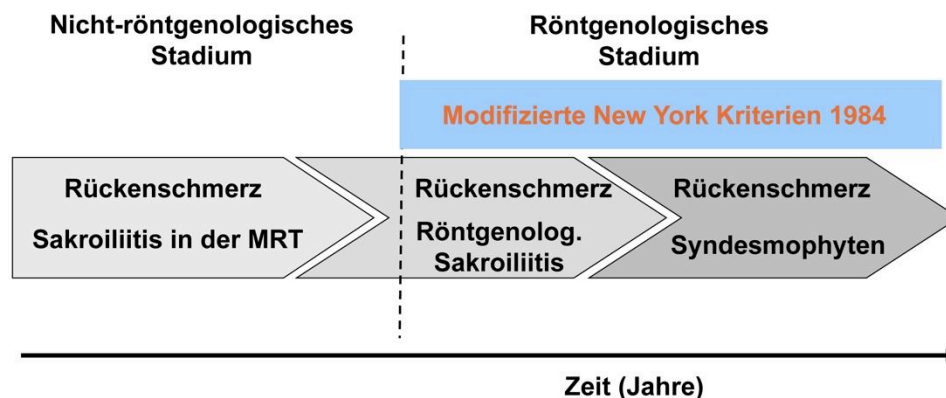 Nicht-röntgenologisches
Stadium
Röntgenologisches
Stadium
Modifizierte New York Kriterien 1984
Rückenschmerz
Sakroiliitis in der MRT
Rückenschmerz
Röntgenolog.
Sakroiliitis
Rückenschmerz
Syndesmophyten
Zeit (Jahre)